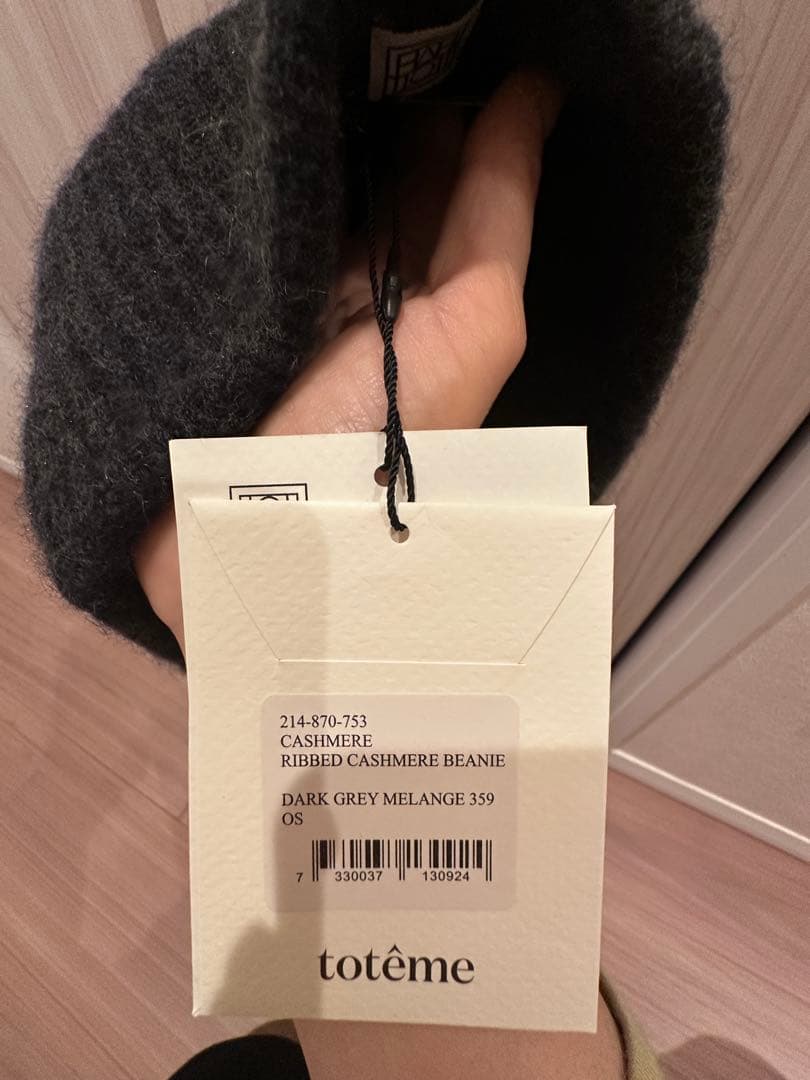 214-870-753
CASHMERE
RIBBED CASHMERE BEANIE
DARK GREY MELANGE 359
OS
7 330037 130924
totême